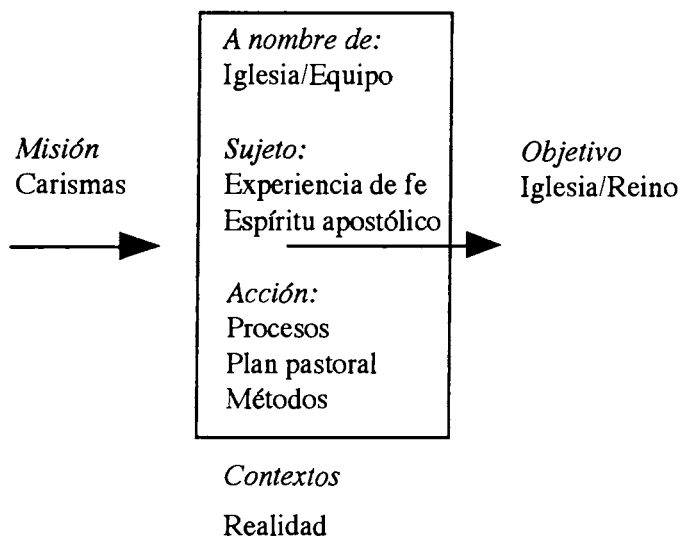 A nombre de:
Iglesia/Equipo
Misión
Carismas
Sujeto:
Experiencia de fe
Espíritu apostólico
Objetivo
Iglesia/Reino
Acción:
Procesos
Plan pastoral
Métodos
Contextos
Realidad